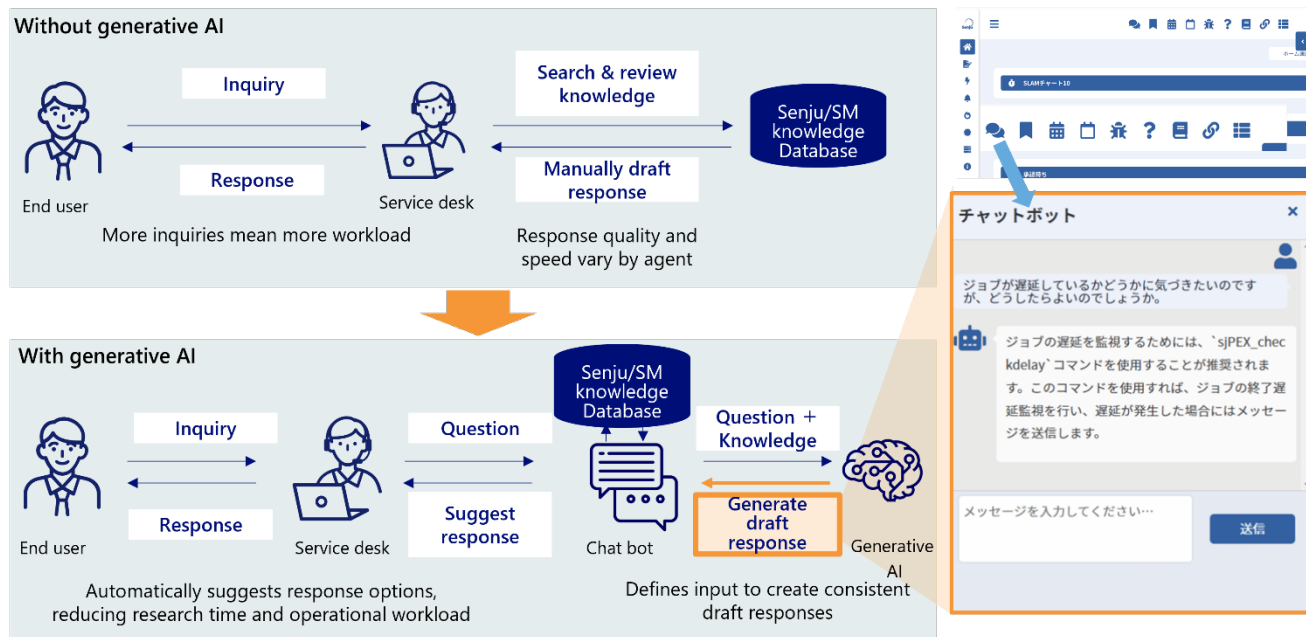 Without generative AI
Inquiry
Response
End user
Service desk
More inquiries mean more workload
Search & review
knowledge
Manually draft
response
Senju/SM
knowledge
Database
Response quality and
speed vary by agent
With generative AI
Inquiry
Response
End user
Service desk
Question
Suggest
response
Senju/SM
knowledge
Database
Chat bot
Question +
Knowledge
Generate
draft
response
Generative
AI
Automatically suggests response options,
reducing research time and operational workload
Defines input to create consistent
draft responses
Senju
SLAMチャート10
承認待ち
チャットボット
ジョブが遅延しているかどうかに気づきたいのです
が、どうしたらよいのでしょうか。
ジョブの遅延を監視するためには、`sjPEX_chec
kdelay`コマンドを使用することが推奨されま
す。このコマンドを使用すれば、ジョブの終了遅
延監視を行い、遅延が発生した場合にはメッセー
ジを送信します。
メッセージを入力してください…
送信